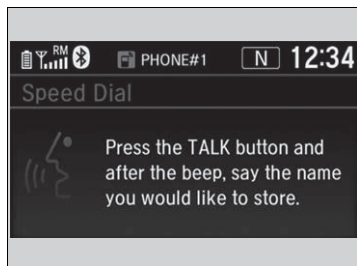 RM PHONE#1 N 12:34
Speed Dial
Press the TALK button and
after the beep, say the name
you would like to store.